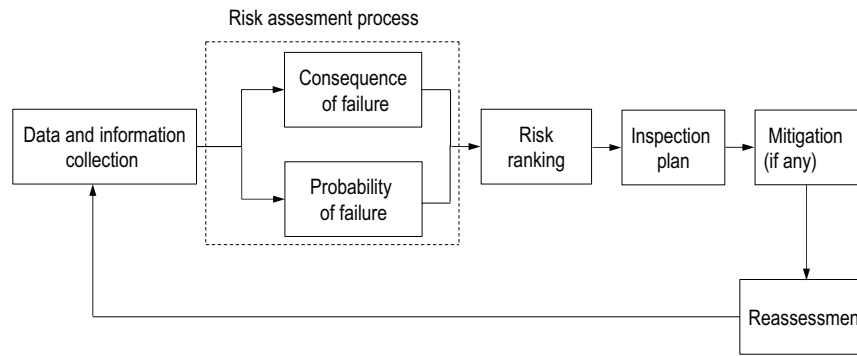 Risk assesment process
Consequence
of failure
Data and information
collection
Probability
of failure
Risk
ranking
Inspection
plan
Mitigation
(if any)
Reassessment